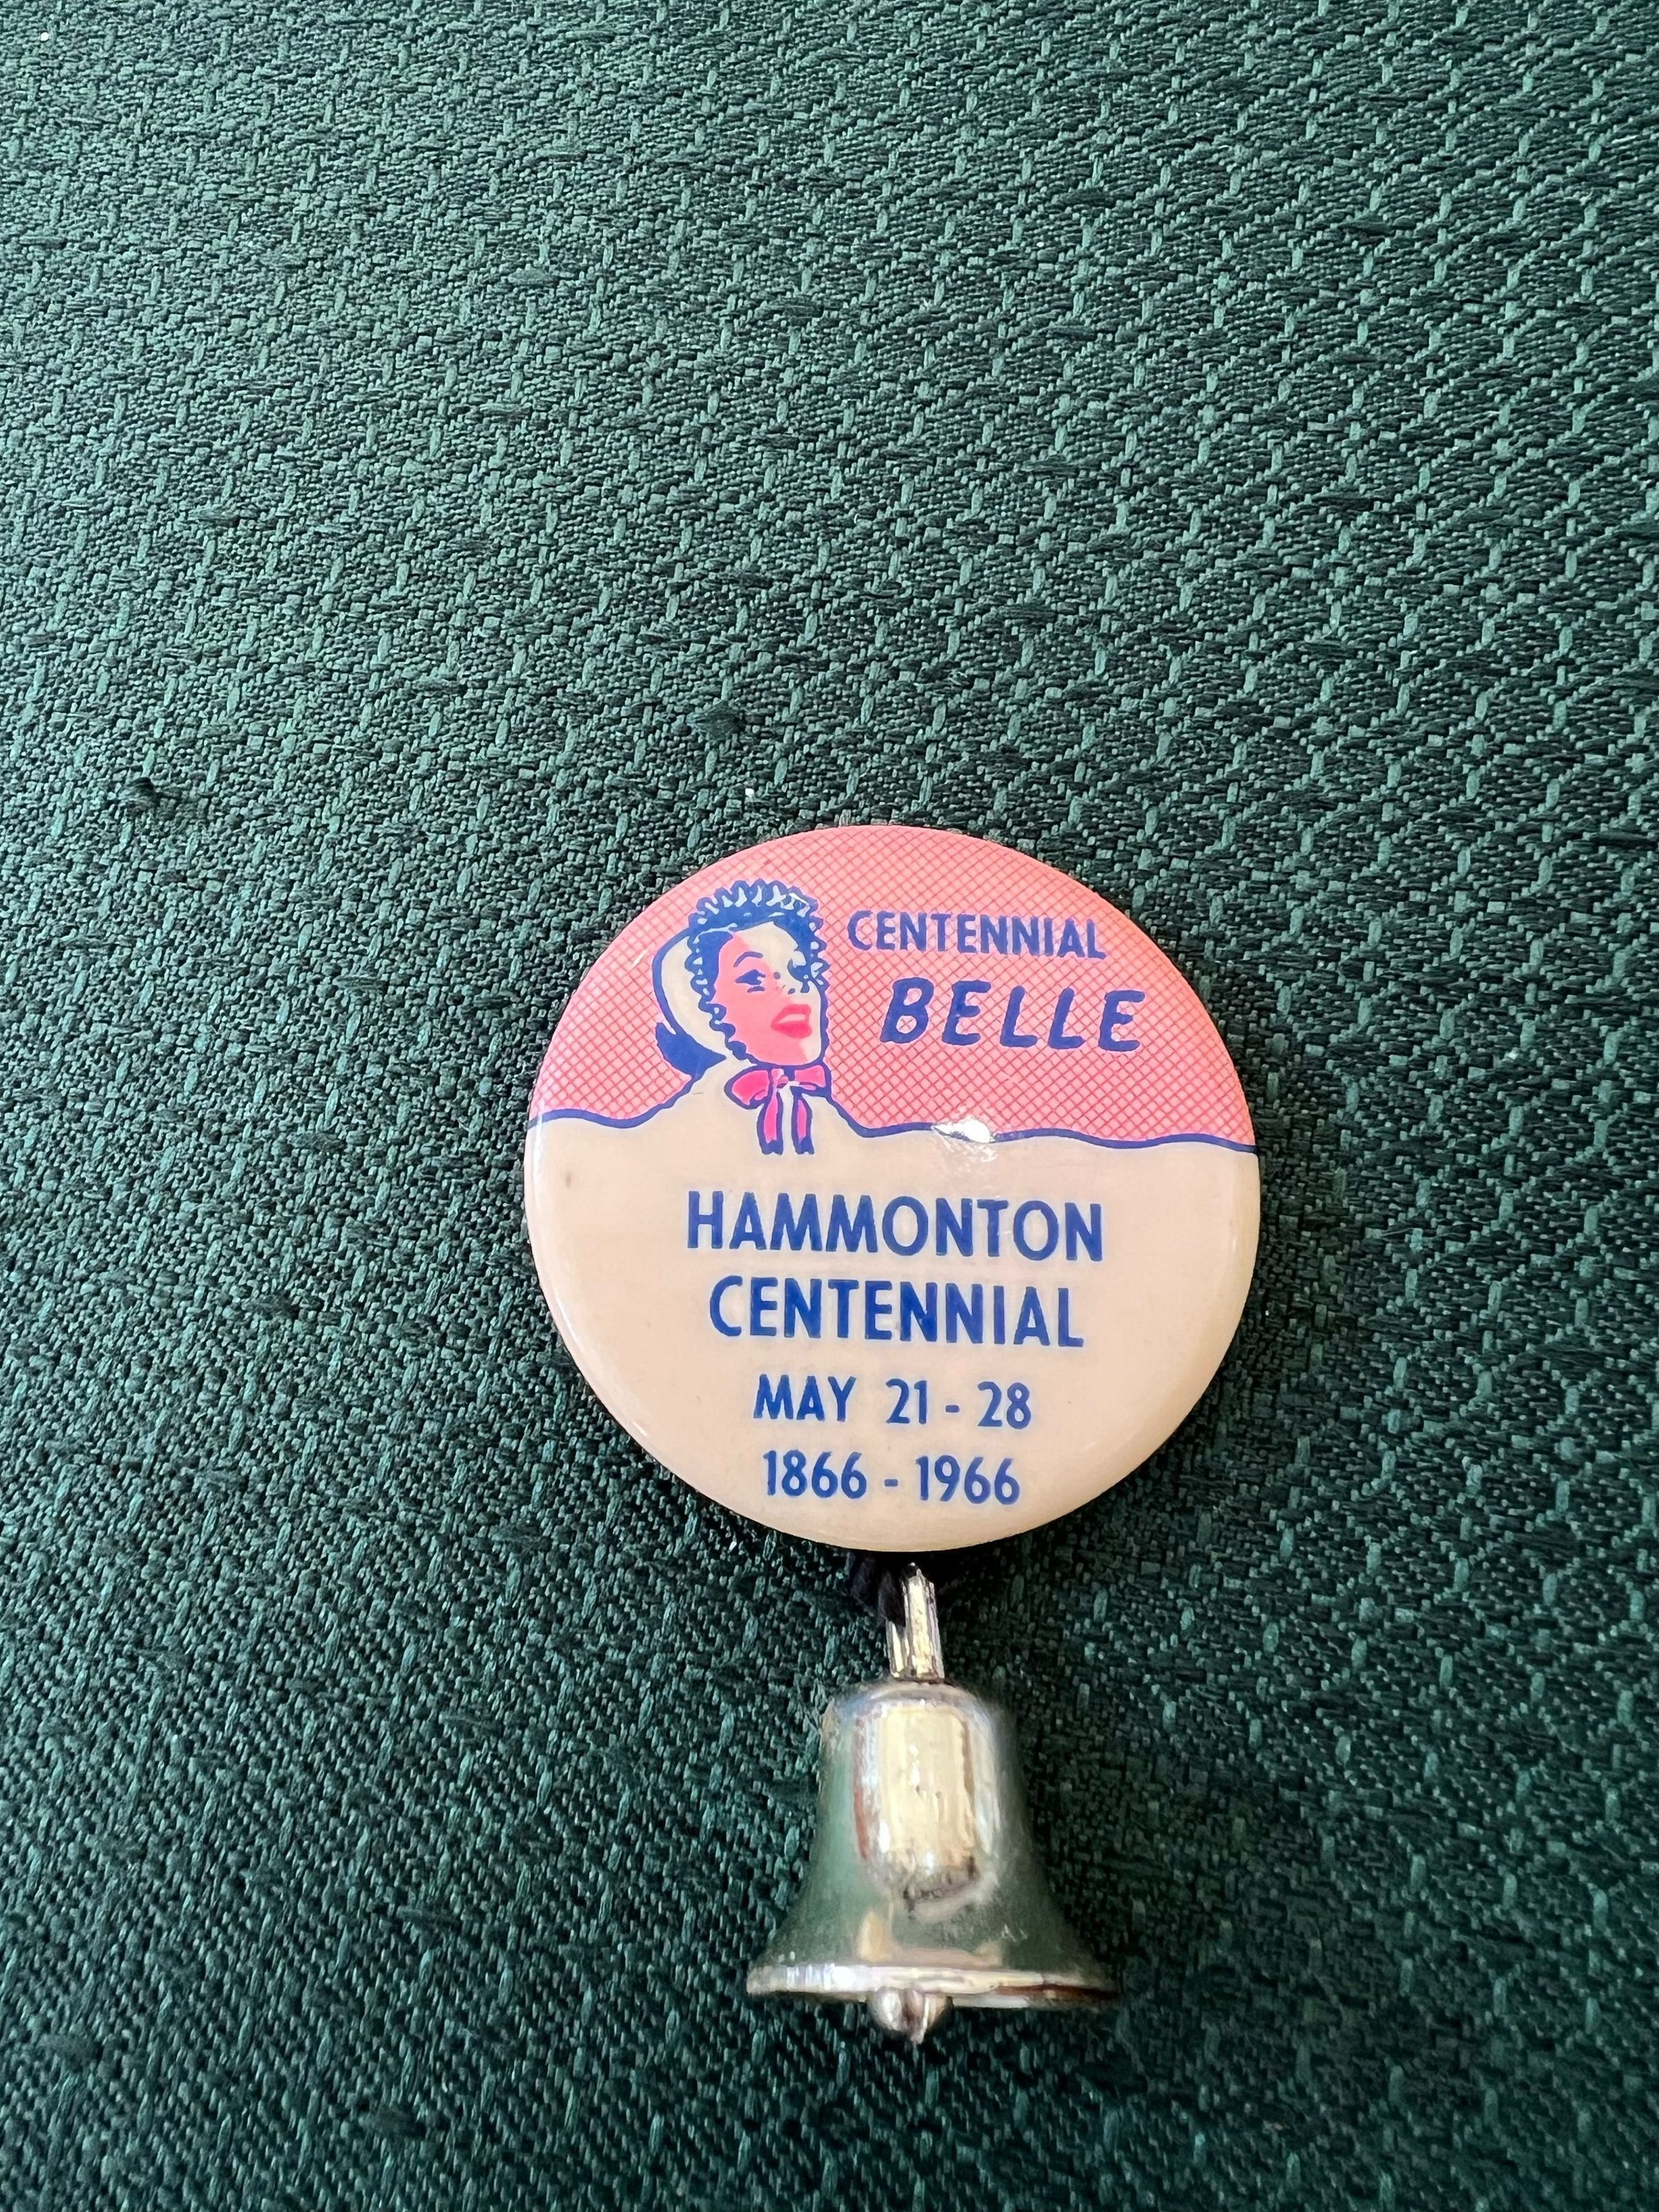 CENTENNIAL
BELLE
HAMMONTON
CENTENNIAL
MAY 21 - 28
1866 - 1966